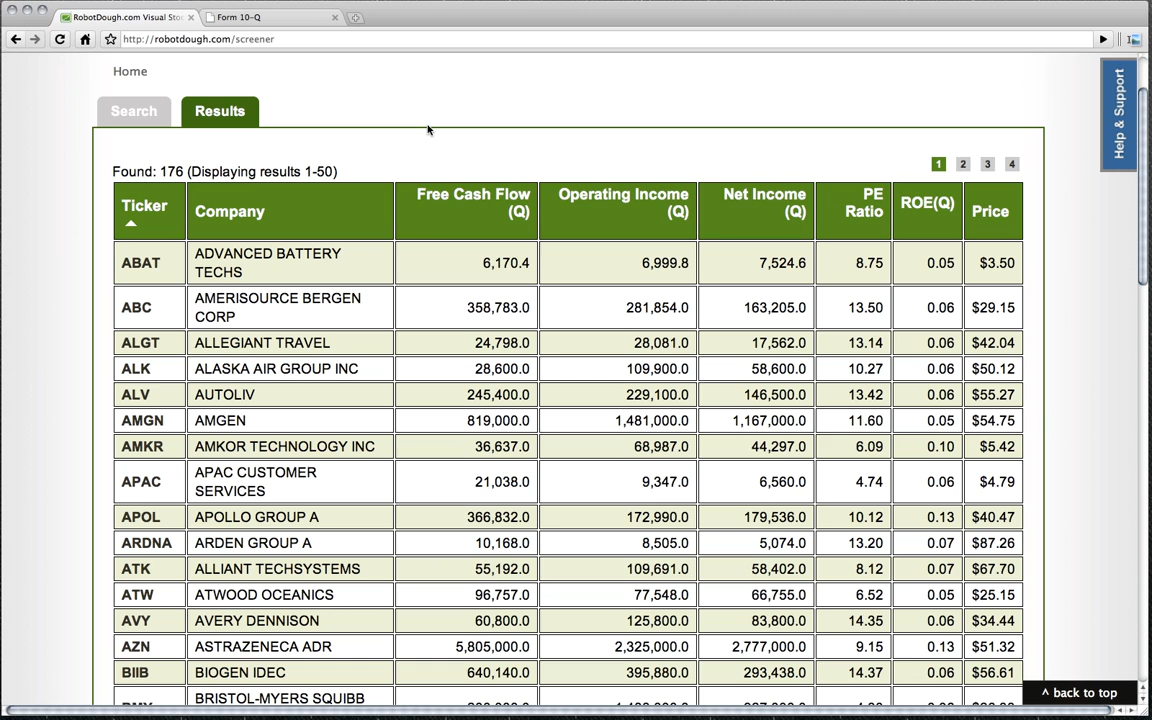 RobotDough.com Visual Stoc
Form 10-Q
http://robotdough.com/screener
Home
Help & Support
Search
Results
Found: 176 (Displaying results 1-50)
1 2 3 4
Ticker Company Free Cash Flow (Q) Operating Income (Q) Net Income (Q) PE Ratio ROE(Q) Price
ABAT ADVANCED BATTERY TECHS 6,170.4 6,999.8 7,524.6 8.75 0.05 $3.50
ABC AMERISOURCE BERGEN CORP 358,783.0 281,854.0 163,205.0 13.50 0.06 $29.15
ALGT ALLEGIANT TRAVEL 24,798.0 28,081.0 17,562.0 13.14 0.06 $42.04
ALK ALASKA AIR GROUP INC 28,600.0 109,900.0 58,600.0 10.27 0.06 $50.12
ALV AUTOLIV 245,400.0 229,100.0 146,500.0 13.42 0.06 $55.27
AMGN AMGEN 819,000.0 1,481,000.0 1,167,000.0 11.60 0.05 $54.75
AMKR AMKOR TECHNOLOGY INC 36,637.0 68,987.0 44,297.0 6.09 0.10 $5.42
APAC APAC CUSTOMER SERVICES 21,038.0 9,347.0 6,560.0 4.74 0.06 $4.79
APOL APOLLO GROUP A 366,832.0 172,990.0 179,536.0 10.12 0.13 $40.47
ARDNA ARDEN GROUP A 10,168.0 8,505.0 5,074.0 13.20 0.07 $87.26
ATK ALLIANT TECHSYSTEMS 55,192.0 109,691.0 58,402.0 8.12 0.07 $67.70
ATW ATWOOD OCEANICS 96,757.0 77,548.0 66,755.0 6.52 0.05 $25.15
AVY AVERY DENNISON 60,800.0 125,800.0 83,800.0 14.35 0.06 $34.44
AZN ASTRAZENECA ADR 5,805,000.0 2,325,000.0 2,777,000.0 9.15 0.13 $51.32
BIIB BIOGEN IDEC 640,140.0 395,880.0 293,438.0 14.37 0.06 $56.61
BRISTOL-MYERS SQUIBB
^ back to top